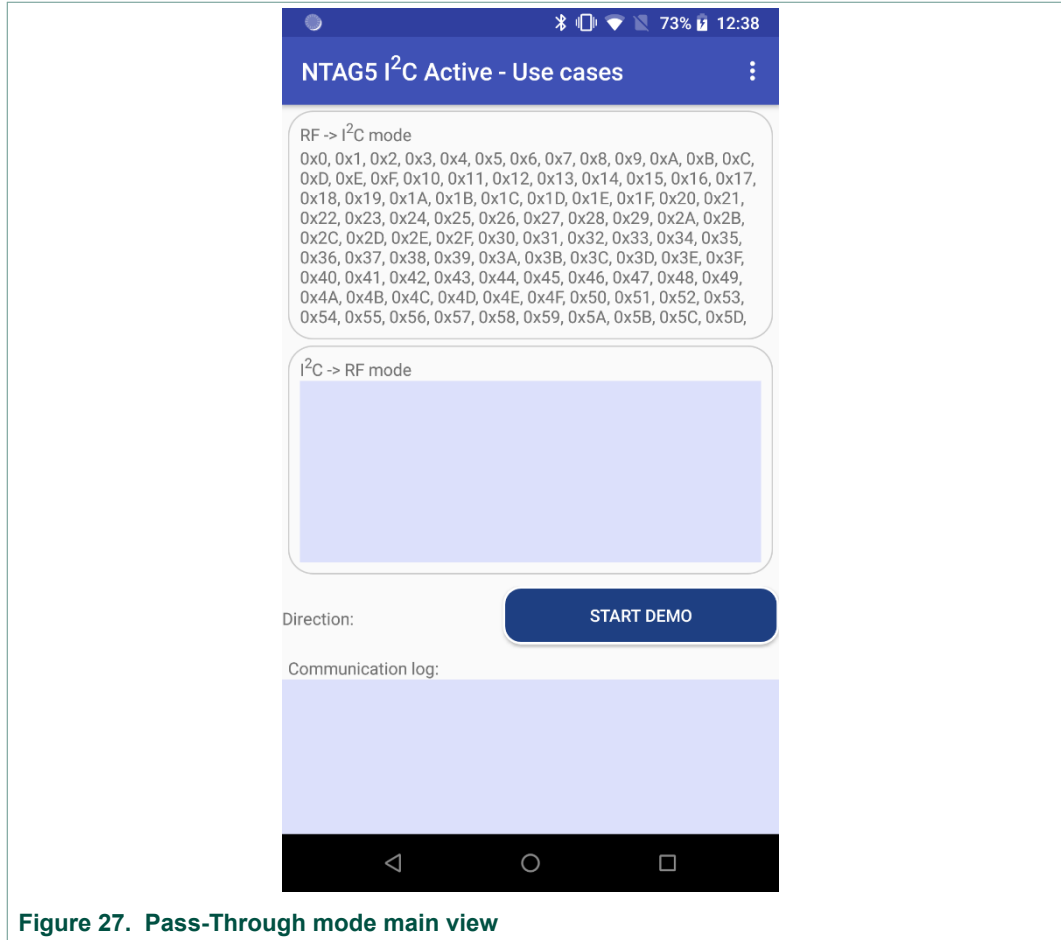 73% 12:38
NTAG5 I²C Active - Use cases
RF -> I²C mode
0x0, 0x1, 0x2, 0x3, 0x4, 0x5, 0x6, 0x7, 0x8, 0x9, 0xA, 0xB, 0xC,
0xD, 0xE, 0xF, 0x10, 0x11, 0x12, 0x13, 0x14, 0x15, 0x16, 0x17,
0x18, 0x19, 0x1A, 0x1B, 0x1C, 0x1D, 0x1E, 0x1F, 0x20, 0x21,
0x22, 0x23, 0x24, 0x25, 0x26, 0x27, 0x28, 0x29, 0x2A, 0x2B,
0x2C, 0x2D, 0x2E, 0x2F, 0x30, 0x31, 0x32, 0x33, 0x34, 0x35,
0x36, 0x37, 0x38, 0x39, 0x3A, 0x3B, 0x3C, 0x3D, 0x3E, 0x3F,
0x40, 0x41, 0x42, 0x43, 0x44, 0x45, 0x46, 0x47, 0x48, 0x49,
0x4A, 0x4B, 0x4C, 0x4D, 0x4E, 0x4F, 0x50, 0x51, 0x52, 0x53,
0x54, 0x55, 0x56, 0x57, 0x58, 0x59, 0x5A, 0x5B, 0x5C, 0x5D,
I²C -> RF mode
Direction: START DEMO
Communication log:
Figure 27. Pass-Through mode main view